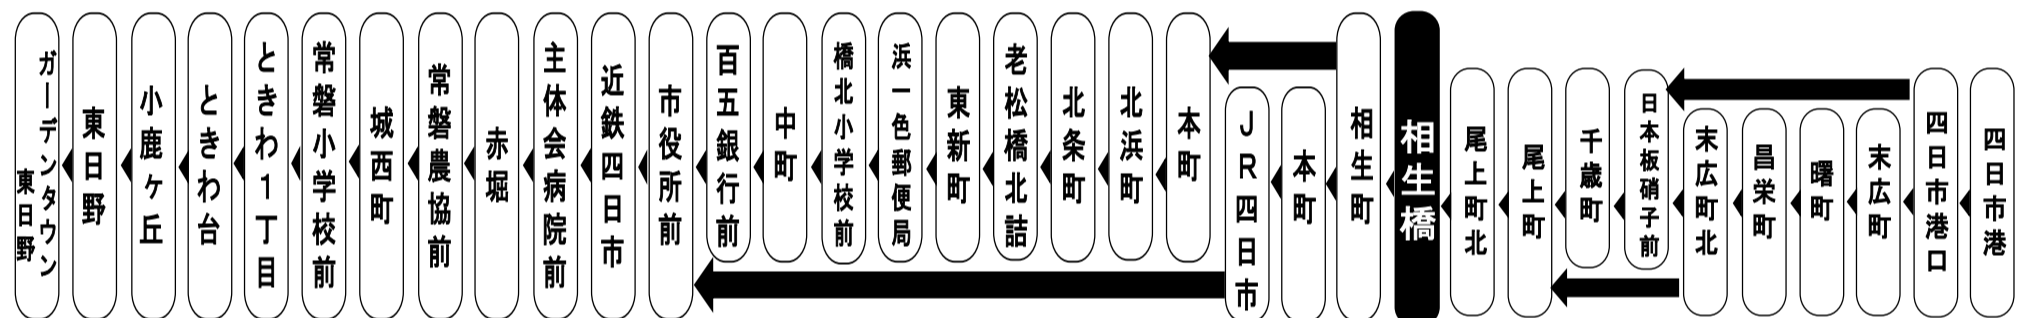 ガーデンタウン
東日野
東日野
小鹿ヶ丘
ときわ台
ときわ1丁目
常磐小学校前
城西町
常磐農協前
赤堀
主体会病院前
近鉄四日市
市役所前
百五銀行前
中町
橋北小学校前
浜一色郵便局
東新町
老松橋北詰
北条町
北浜町
本町
JR四日市
本町
相生町
相生橋
尾上町北
尾上町
千歳町
日本板硝子前
末広町北
昌栄町
曙町
末広町
四日市港口
四日市港